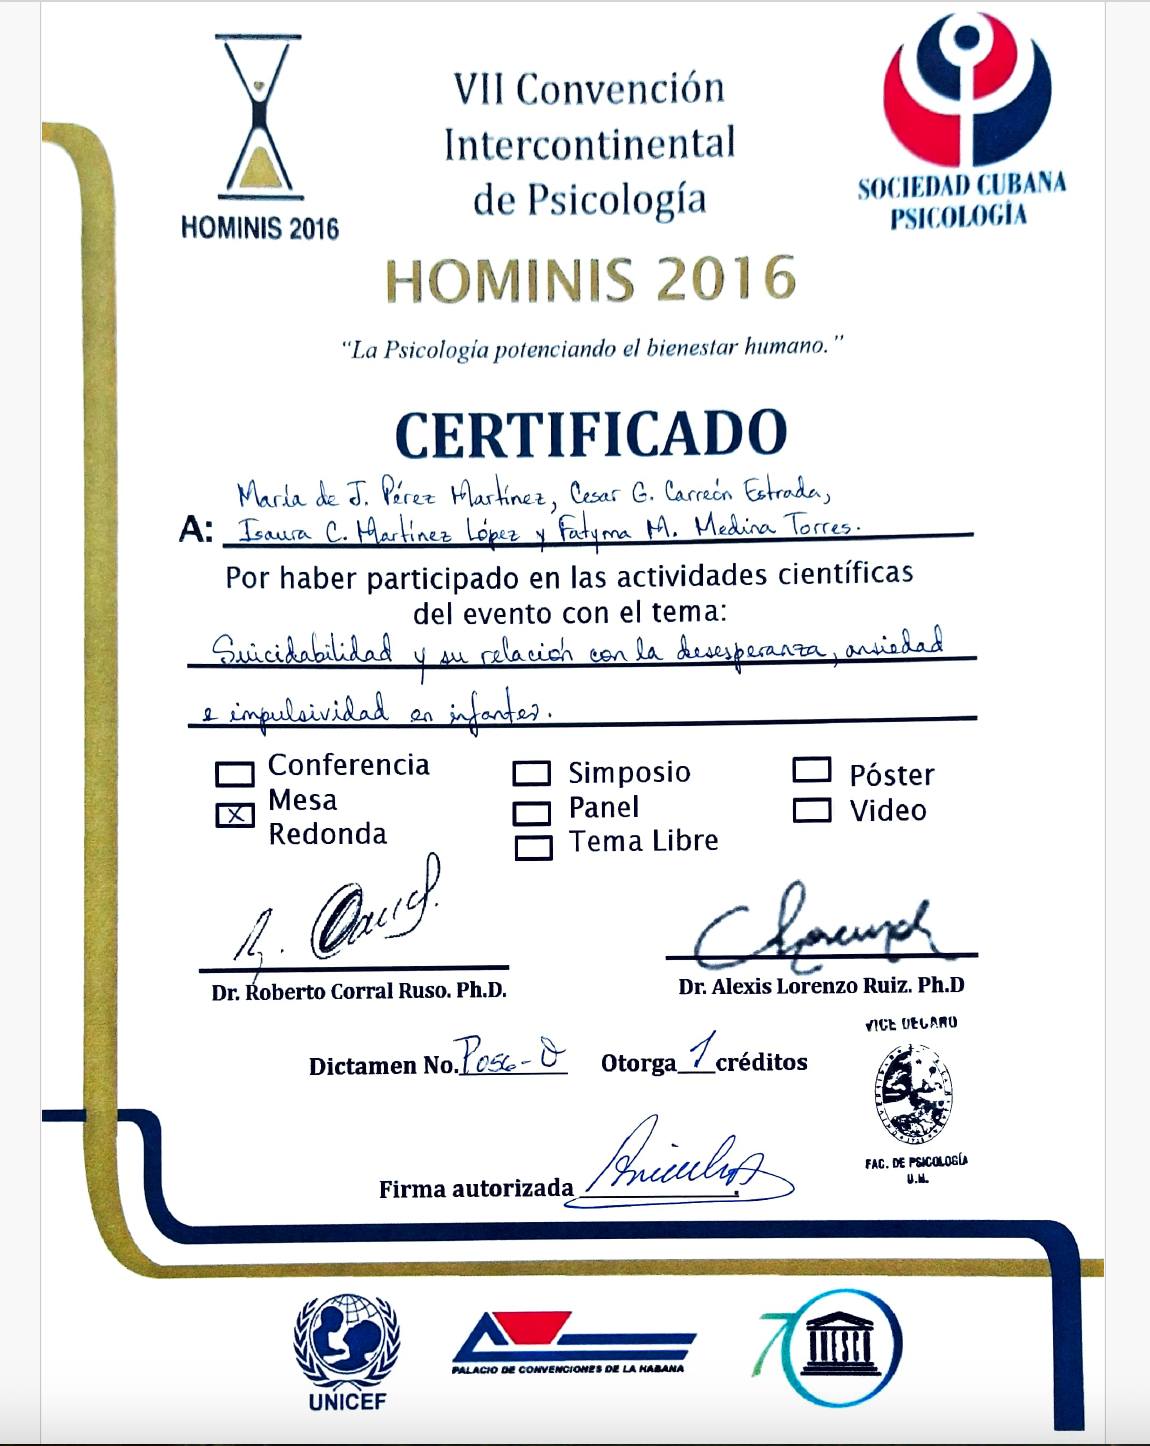 VII Convención
Intercontinental
de Psicología
HOMINIS 2016
SOCIEDAD CUBANA
PSICOLOGÍA
HOMINIS 2016
“La Psicología potenciando el bienestar humano.”
CERTIFICADO
María de J. Pérez Martínez, Cesar G. Carreón Estrada,
A: Isaura C. Martínez López y Fatyma M. Medina Torres.
Por haber participado en las actividades científicas
del evento con el tema:
Suicidabilidad y su relación con la desesperanza, ansiedad
e impulsividad en infantes.
Conferencia
Simposio
Póster
X Mesa
Redonda
Panel
Video
Tema Libre
Dr. Roberto Corral Ruso. Ph.D.
Dr. Alexis Lorenzo Ruiz. Ph.D
VICE DECANO
Dictamen No. Otorga 1 créditos
FAC. DE PSICOLOGÍA
U.H.
Firma autorizada
UNICEF
PALACIO DE CONVENCIONES DE LA HABANA
70
UNESCO